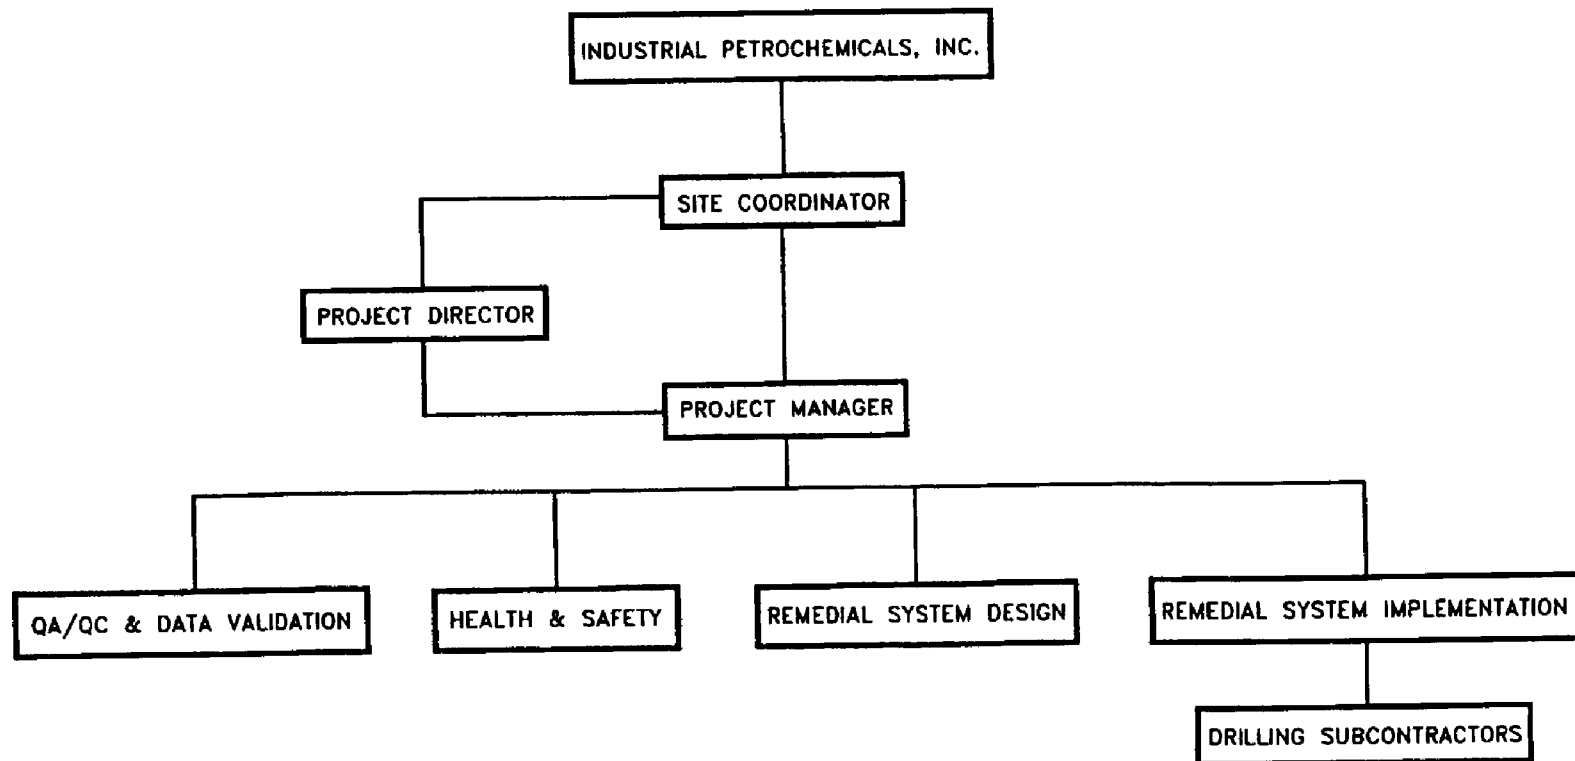 INDUSTRIAL PETROCHEMICALS, INC.
SITE COORDINATOR
PROJECT DIRECTOR
PROJECT MANAGER
QA/QC & DATA VALIDATION
HEALTH & SAFETY
REMEDIAL SYSTEM DESIGN
REMEDIAL SYSTEM IMPLEMENTATION
DRILLING SUBCONTRACTORS